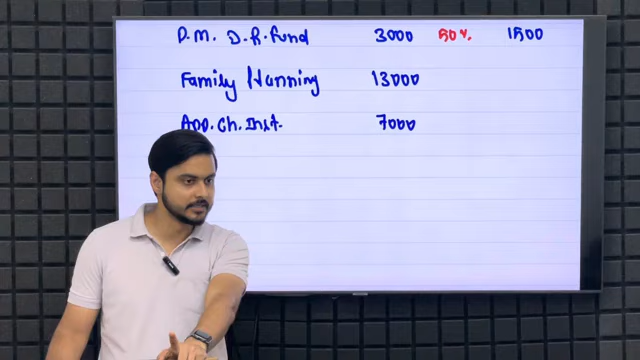 P. M. D. R. Fund 3000 50% 1500
Family Planning 13000
App. Ch. Inst. 7000